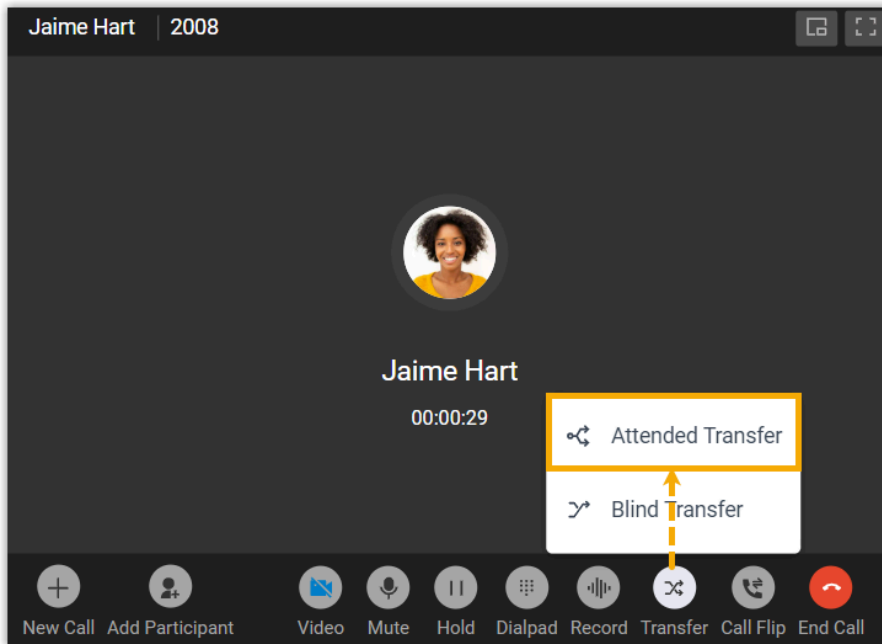 Jaime Hart 2008
Jaime Hart
00:00:29
Attended Transfer
Blind Transfer
New Call Add Participant Video Mute Hold Dialpad Record Transfer Call Flip End Call